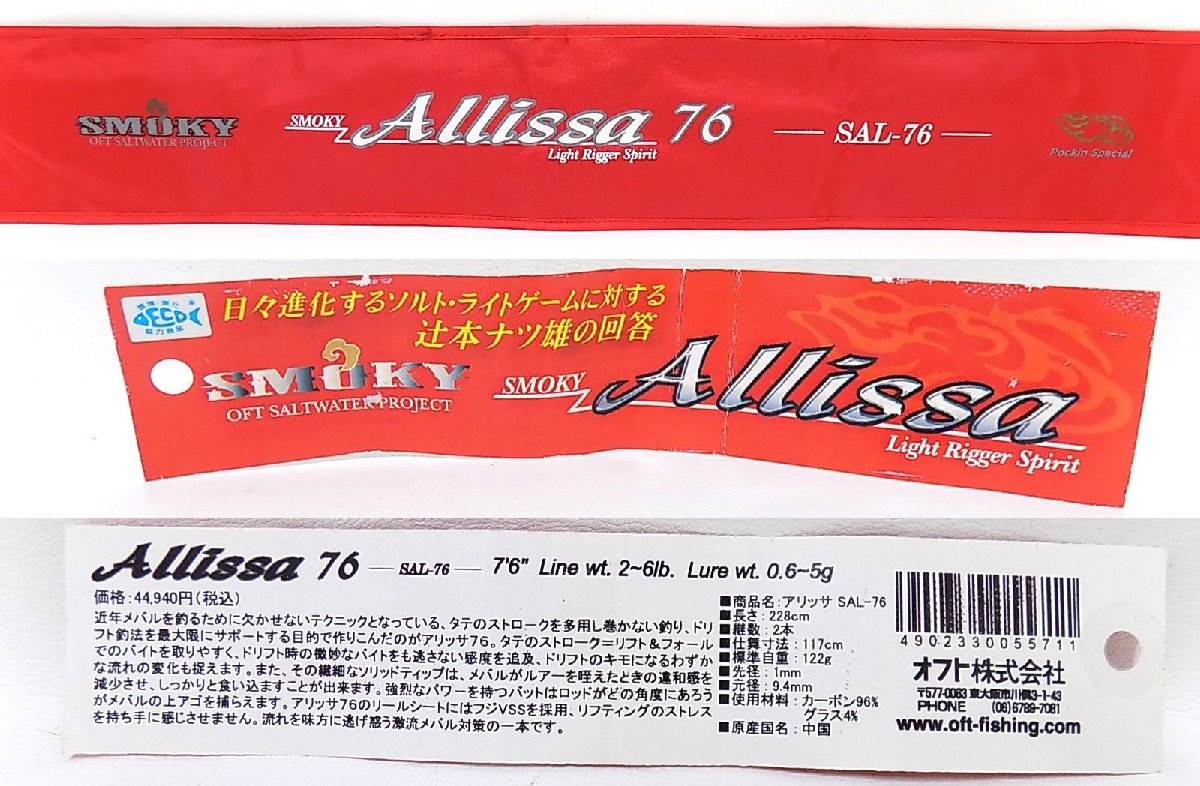 SMOKY
OFT SALTWATER PROJECT
SMOKY Allissa 76
Light Rigger Spirit
SAL-76
Pockin Special
ECO
協力商品
日々進化するソルト・ライトゲームに対する
辻本ナツ雄の回答
SMOKY
OFT SALTWATER PROJECT
SMOKY Allissa
Light Rigger Spirit
Allissa 76 — SAL-76 — 7'6" Line wt. 2~6lb. Lure wt. 0.6~5g
価格:44,940円(税込)
近年メバルを釣るために欠かせないテクニックとなっている、タテのストロークを多用し巻かない釣り、ドリ
フト釣法を最大限にサポートする目的で作りこんだのがアリッサ76。タテのストローク=リフト&フォール
でのバイトを取りやすく、ドリフト時の微妙なバイトをも逃さない感度を追及、ドリフトのキモになるわずか
な流れの変化も捉えます。また、その繊細なソリッドティップは、メバルがルアーを咥えたときの違和感を
減少させ、しっかりと食い込ますことが出来ます。強烈なパワーを持つバットはロッドがどの角度にあろう
がメバルの上アゴを捕らえます。アリッサ76のリールシートにはフジVSSを採用、リフティングのストレス
を持ち手に感じさせません。流れを味方に逃げ惑う激流メバル対策の一本です。
■商品名:アリッサ SAL-76
■長さ:228cm
■継数:2本
■仕舞寸法:117cm
■標準自重:122g
■先径:1mm
■元径:9.4mm
■使用材料:カーボン96%
グラス4%
■原産国名:中国
4902330055711
オフト株式会社
〒577-0063 東大阪市川俣3-1-43
PHONE (06)6789-7081
www.oft-fishing.com